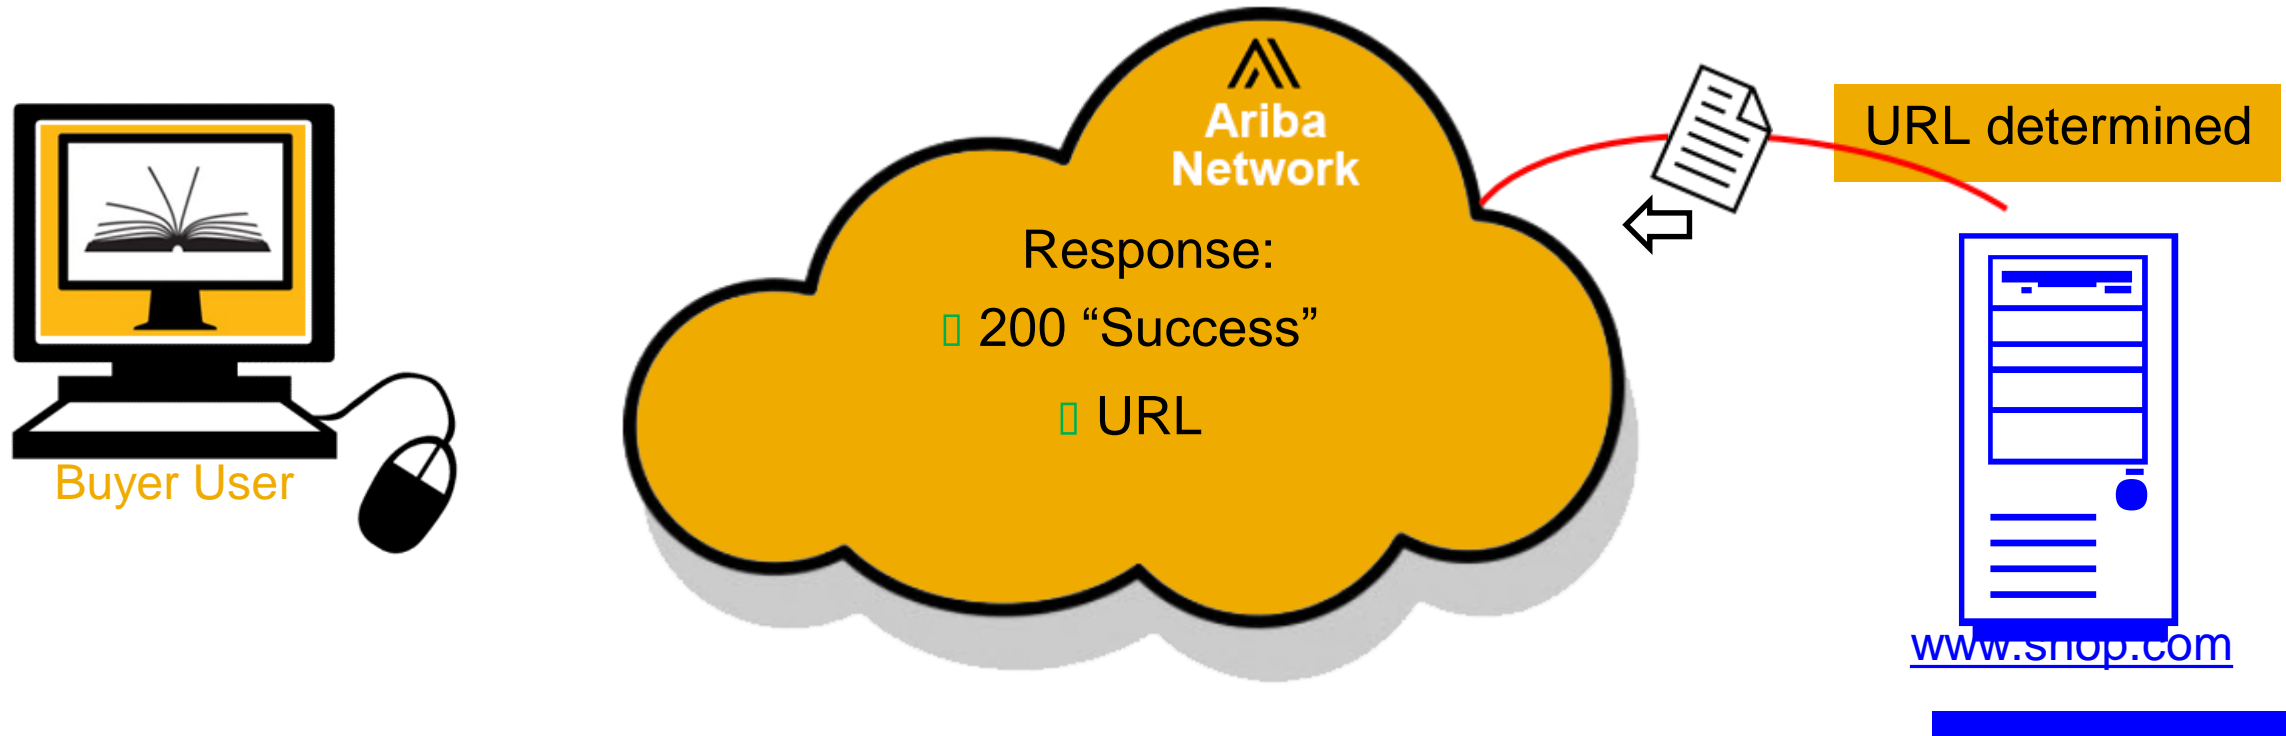 Ariba
Network
URL determined
Response:
200 “Success”
URL
Buyer User
www.shop.com